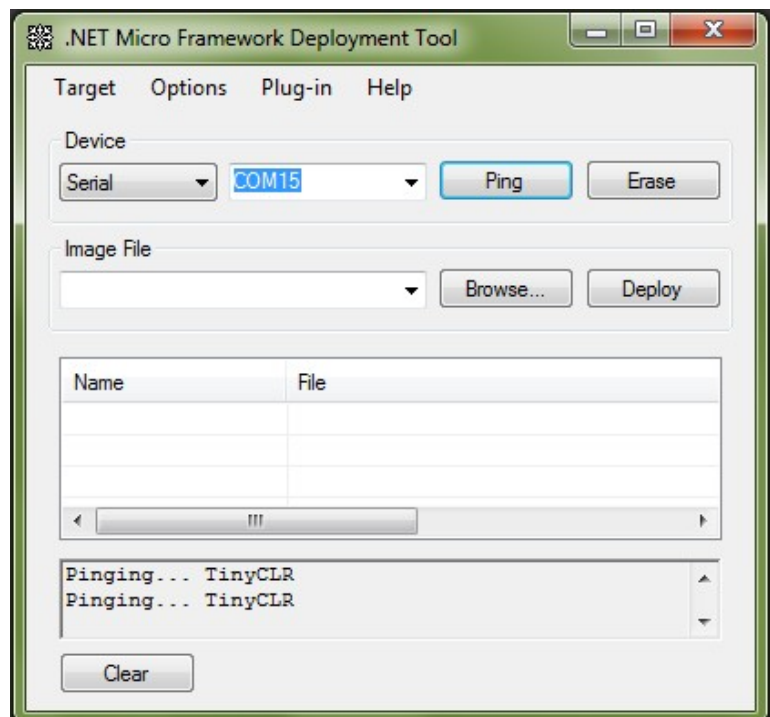 .NET Micro Framework Deployment Tool
Target Options Plug-in Help
Device
Serial COM15 Ping Erase
Image File
Browse... Deploy
Name File
Pinging... TinyCLR
Pinging... TinyCLR
Clear